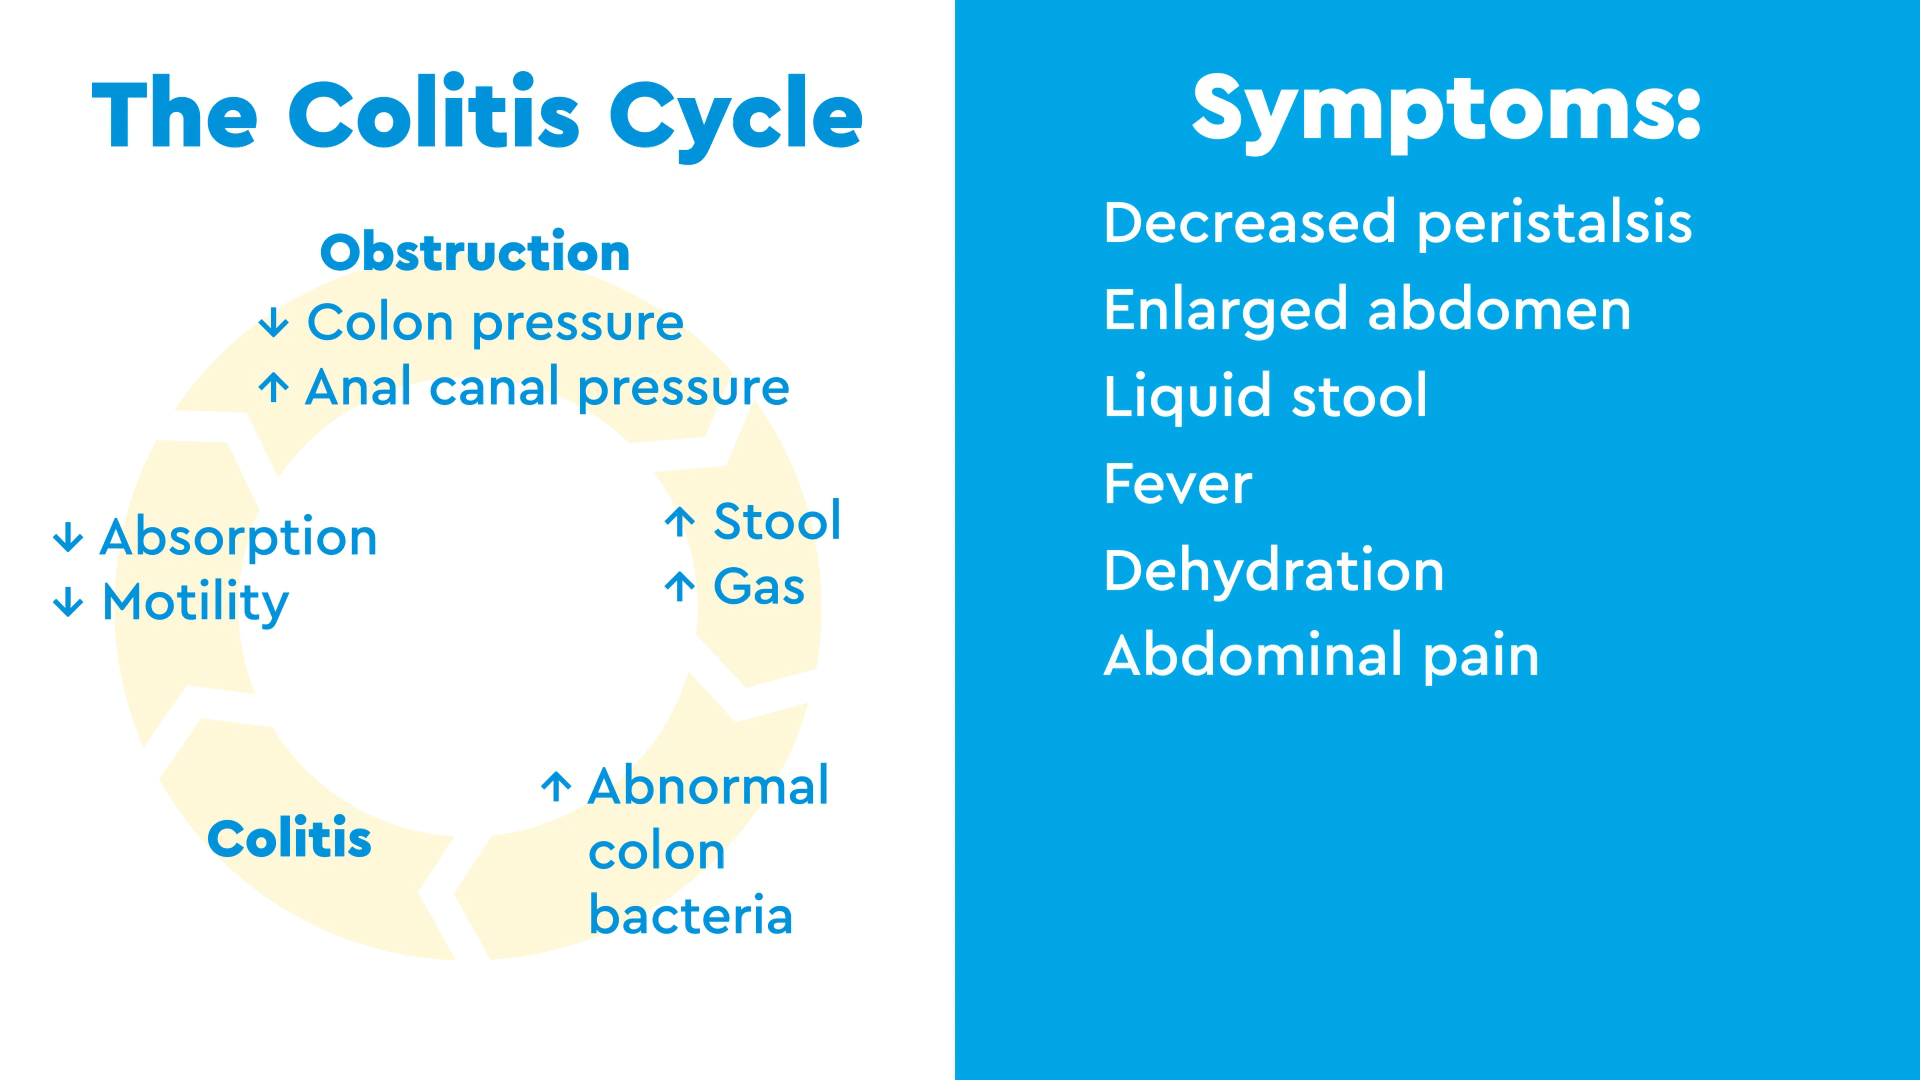 The Colitis Cycle
Obstruction
↓ Colon pressure
↑ Anal canal pressure
↑ Stool
↑ Gas
↑ Abnormal
colon
bacteria
Colitis
↓ Absorption
↓ Motility
Symptoms:
Decreased peristalsis
Enlarged abdomen
Liquid stool
Fever
Dehydration
Abdominal pain